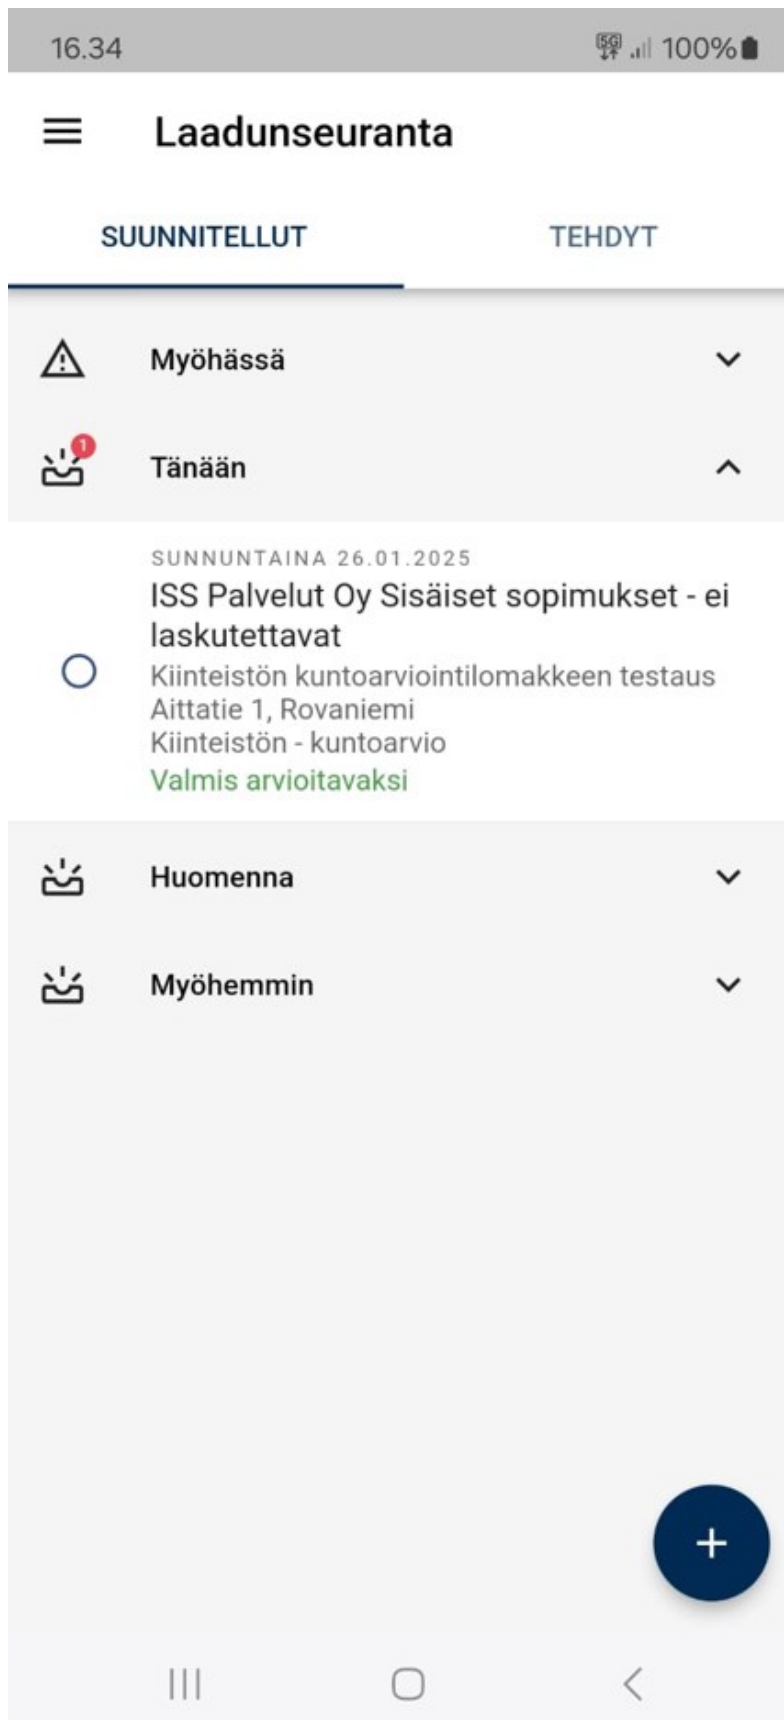 16.34
5G 100%
Laadunseuranta
SUUNNITELLUT TEHDYT
Myöhässä
1
Tänään
SUNNUNTAINA 26.01.2025
ISS Palvelut Oy Sisäiset sopimukset - ei
laskutettavat
Kiinteistön kuntoarviointilomakkeen testaus
Aittatie 1, Rovaniemi
Kiinteistön - kuntoarvio
Valmis arvioitavaksi
Huomenna
Myöhemmin
+